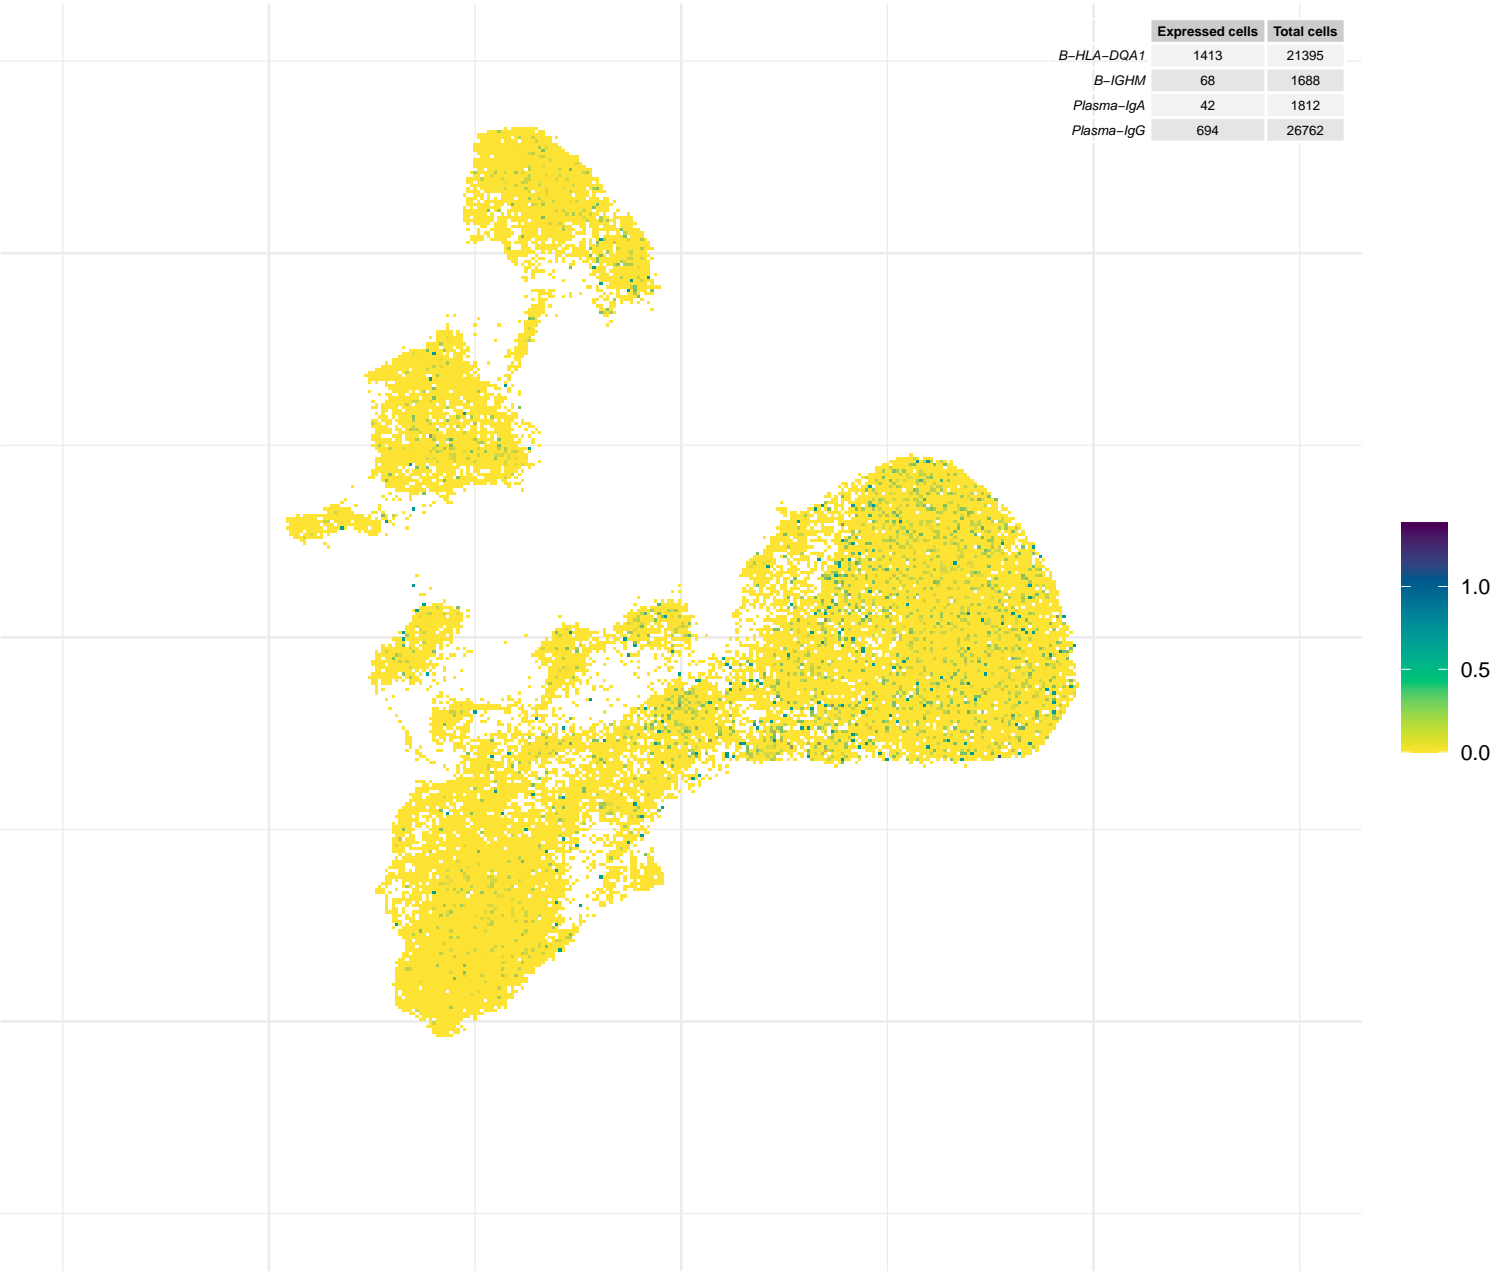 Expressed cells Total cells
B−HLA−DQA1 1413 21395
B−IGHM 68 1688
Plasma−IgA 42 1812
Plasma−IgG 694 26762
1.0
0.5
0.0